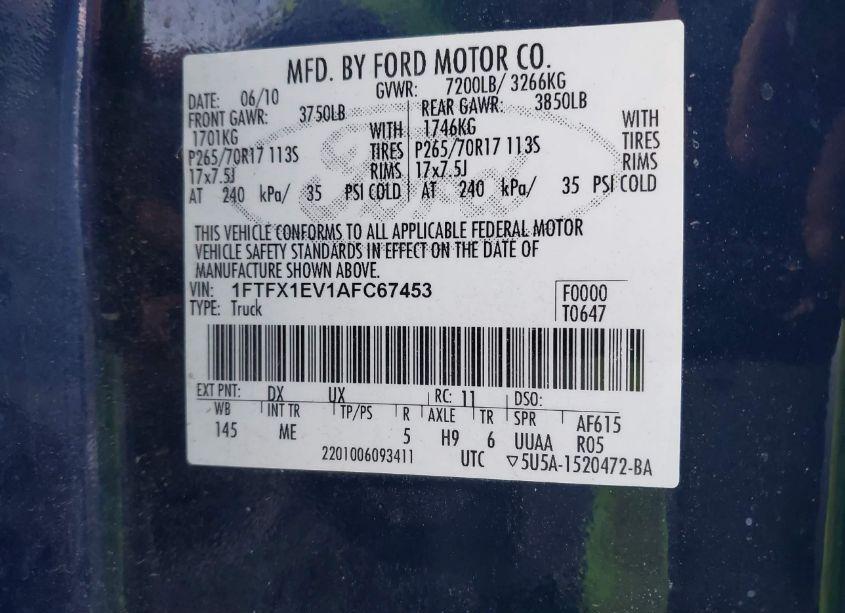 MFD. BY FORD MOTOR CO.
DATE: 06/10 GVWR: 7200LB/ 3266KG
FRONT GAWR: 3750LB REAR GAWR: 3850LB
1701KG WITH 1746KG WITH
P265/70R17 113S TIRES P265/70R17 113S TIRES
17x7.5J RIMS 17x7.5J RIMS
AT 240 kPa/ 35 PSI COLD AT 240 kPa/ 35 PSI COLD
THIS VEHICLE CONFORMS TO ALL APPLICABLE FEDERAL MOTOR
VEHICLE SAFETY STANDARDS IN EFFECT ON THE DATE OF
MANUFACTURE SHOWN ABOVE.
VIN: 1FTFX1EV1AFC67453 F0000
TYPE: Truck T0647
EXT PNT: DX UX RC: 11 DSO:
WB INT TR TP/PS R AXLE TR SPR AF615
145 ME 5 H9 6 UUAA R05
2201006093411 UTC ▽5U5A-1520472-BA
Ford